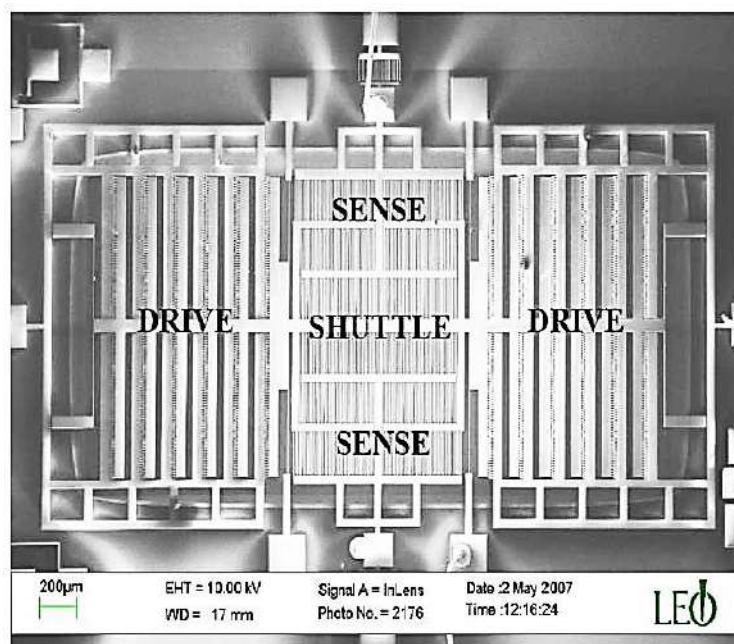 SENSE
DRIVE SHUTTLE DRIVE
SENSE
200µm EHT = 10.00 kV Signal A = InLens Date :2 May 2007
WD = 17 mm Photo No. = 2176 Time :12:16:24
LEO